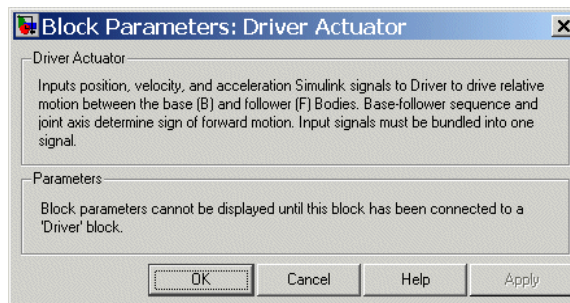 Block Parameters: Driver Actuator
Driver Actuator
Inputs position, velocity, and acceleration Simulink signals to Driver to drive relative
motion between the base (B) and follower (F) Bodies. Base-follower sequence and
joint axis determine sign of forward motion. Input signals must be bundled into one
signal.
Parameters
Block parameters cannot be displayed until this block has been connected to a
'Driver' block.
OK Cancel Help Apply